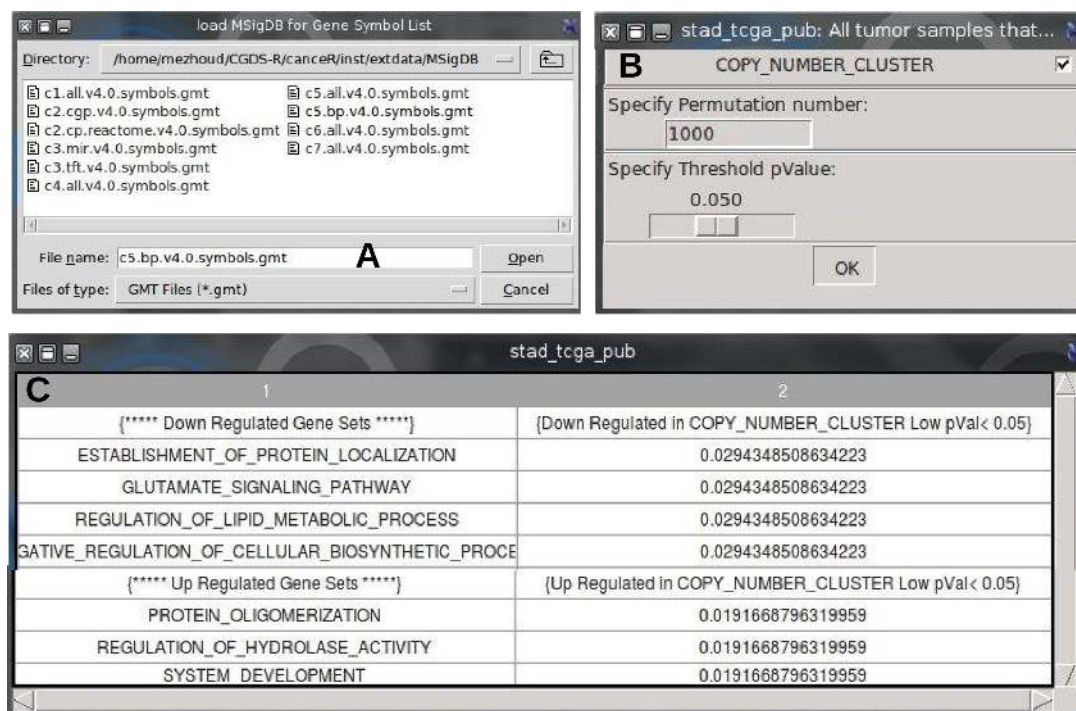 load MSigDB for Gene Symbol List
Directory: /home/mezhoud/CGDS-R/canceR/inst/extdata/MSigDB
c1.all.v4.0.symbols.gmt
c2.cgp.v4.0.symbols.gmt
c2.cp.reactome.v4.0.symbols.gmt
c3.mir.v4.0.symbols.gmt
c3.tft.v4.0.symbols.gmt
c4.all.v4.0.symbols.gmt
c5.all.v4.0.symbols.gmt
c5.bp.v4.0.symbols.gmt
c6.all.v4.0.symbols.gmt
c7.all.v4.0.symbols.gmt
File name: c5.bp.v4.0.symbols.gmt A Open
Files of type: GMT Files (*.gmt) Cancel
stad_tcga_pub: All tumor samples that...
B COPY_NUMBER_CLUSTER
Specify Permutation number:
1000
Specify Threshold pValue:
0.050
OK
stad_tcga_pub
C 1 2
{***** Down Regulated Gene Sets *****} {Down Regulated in COPY_NUMBER_CLUSTER Low pVal< 0.05}
ESTABLISHMENT_OF_PROTEIN_LOCALIZATION 0.0294348508634223
GLUTAMATE_SIGNALING_PATHWAY 0.0294348508634223
REGULATION_OF_LIPID_METABOLIC_PROCESS 0.0294348508634223
GATIVE_REGULATION_OF_CELLULAR_BIOSYNTHETIC_PROCE 0.0294348508634223
{***** Up Regulated Gene Sets *****} {Up Regulated in COPY_NUMBER_CLUSTER Low pVal< 0.05}
PROTEIN_OLIGOMERIZATION 0.0191668796319959
REGULATION_OF_HYDROLASE_ACTIVITY 0.0191668796319959
SYSTEM_DEVELOPMENT 0.0191668796319959